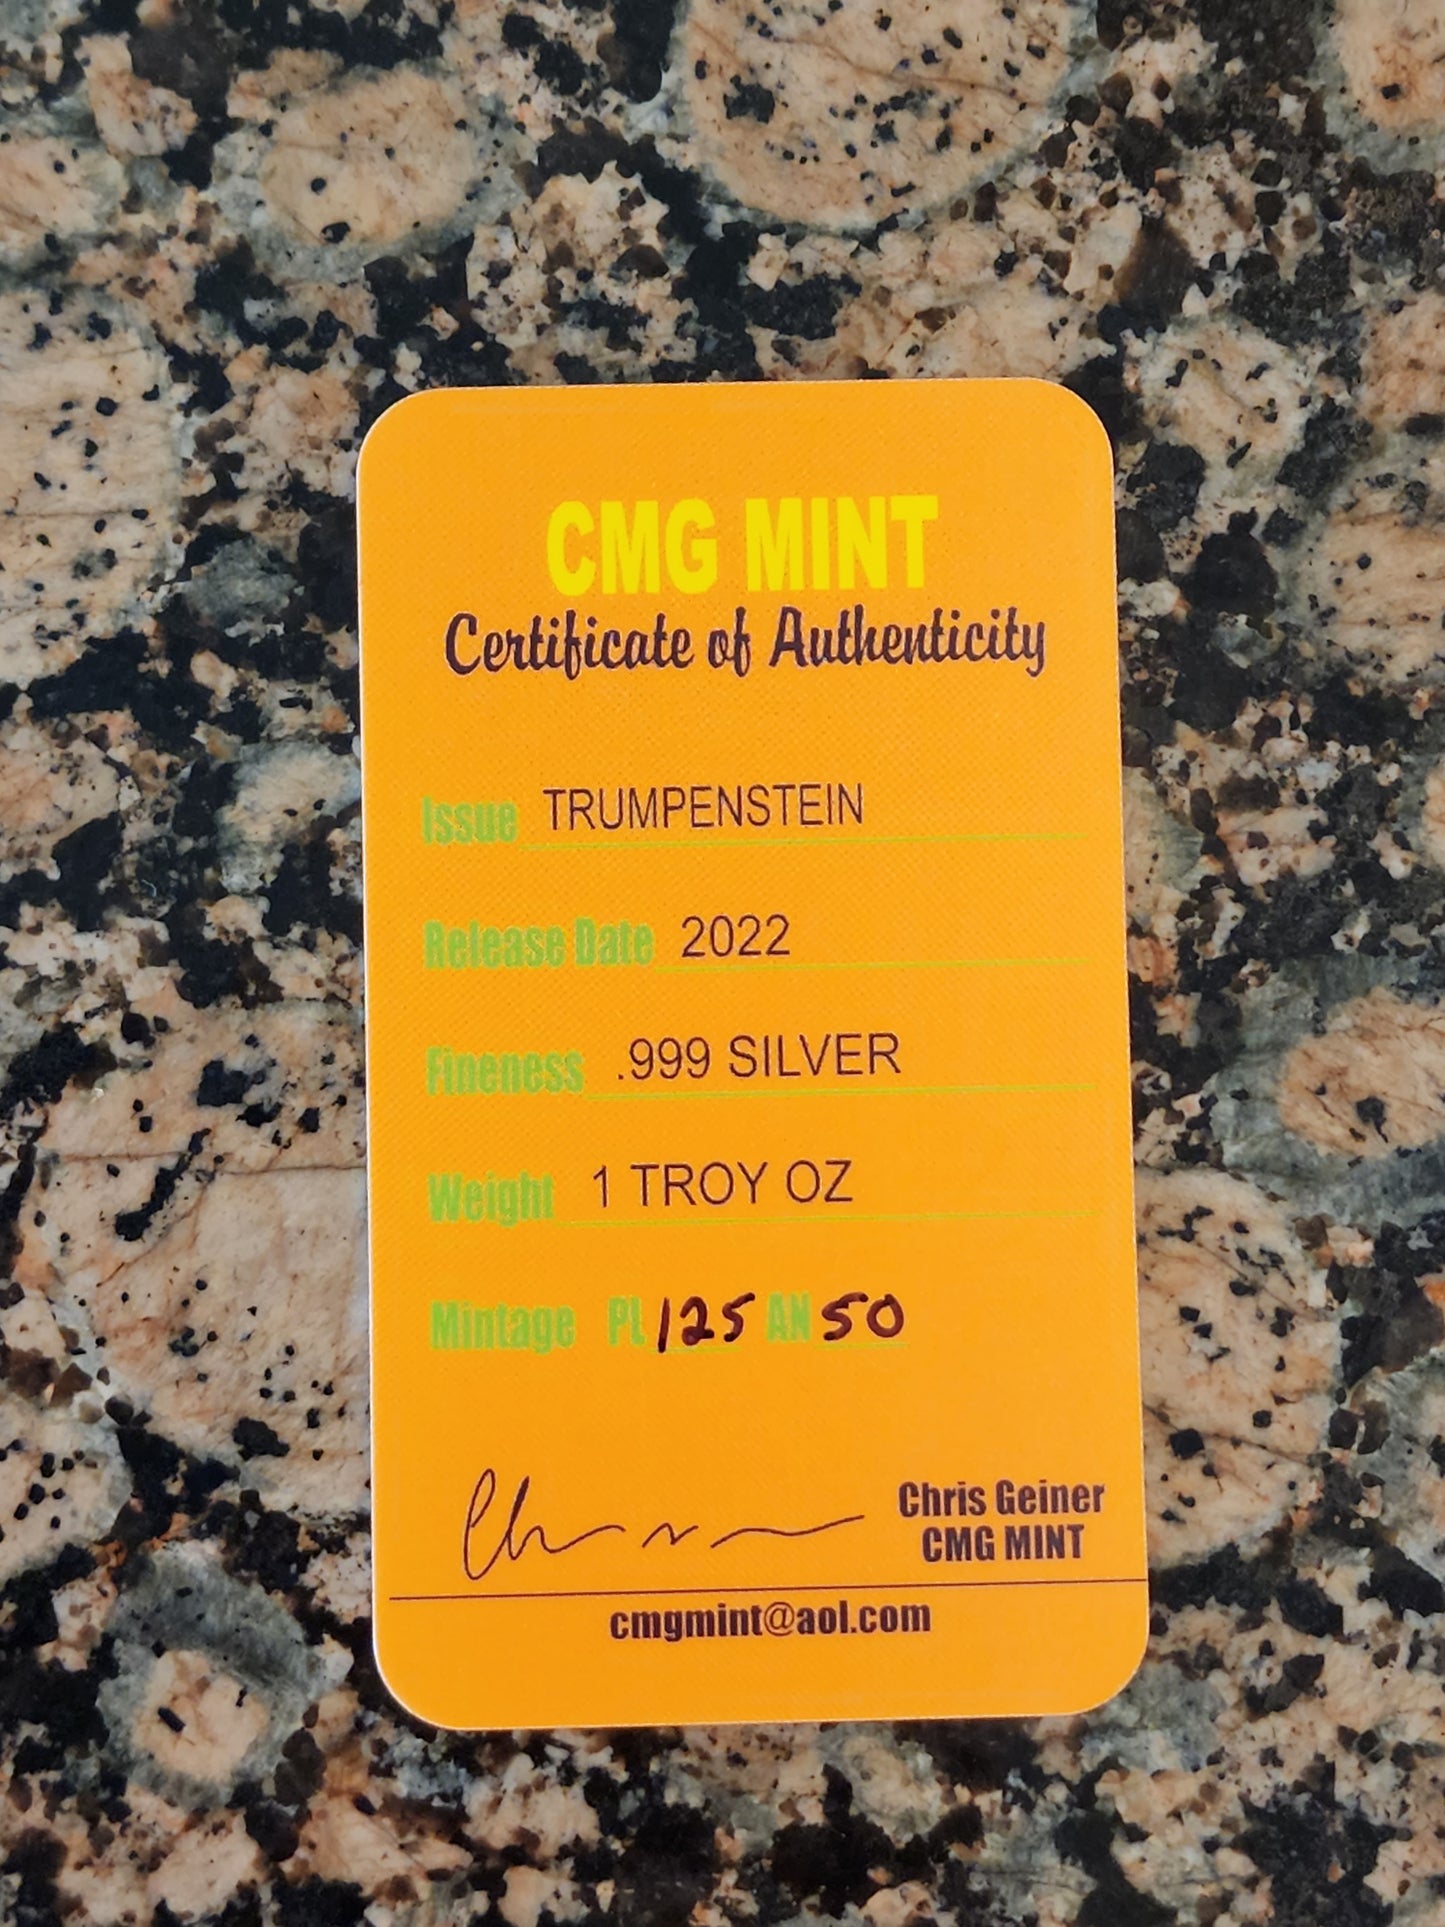 CMG MINT
Certificate of Authenticity
Issue TRUMPENSTEIN
Release Date 2022
Fineness .999 SILVER
Weight 1 TROY OZ
Mintage PL 125 AN 50
Chris Geiner
CMG MINT
cmgmint@aol.com